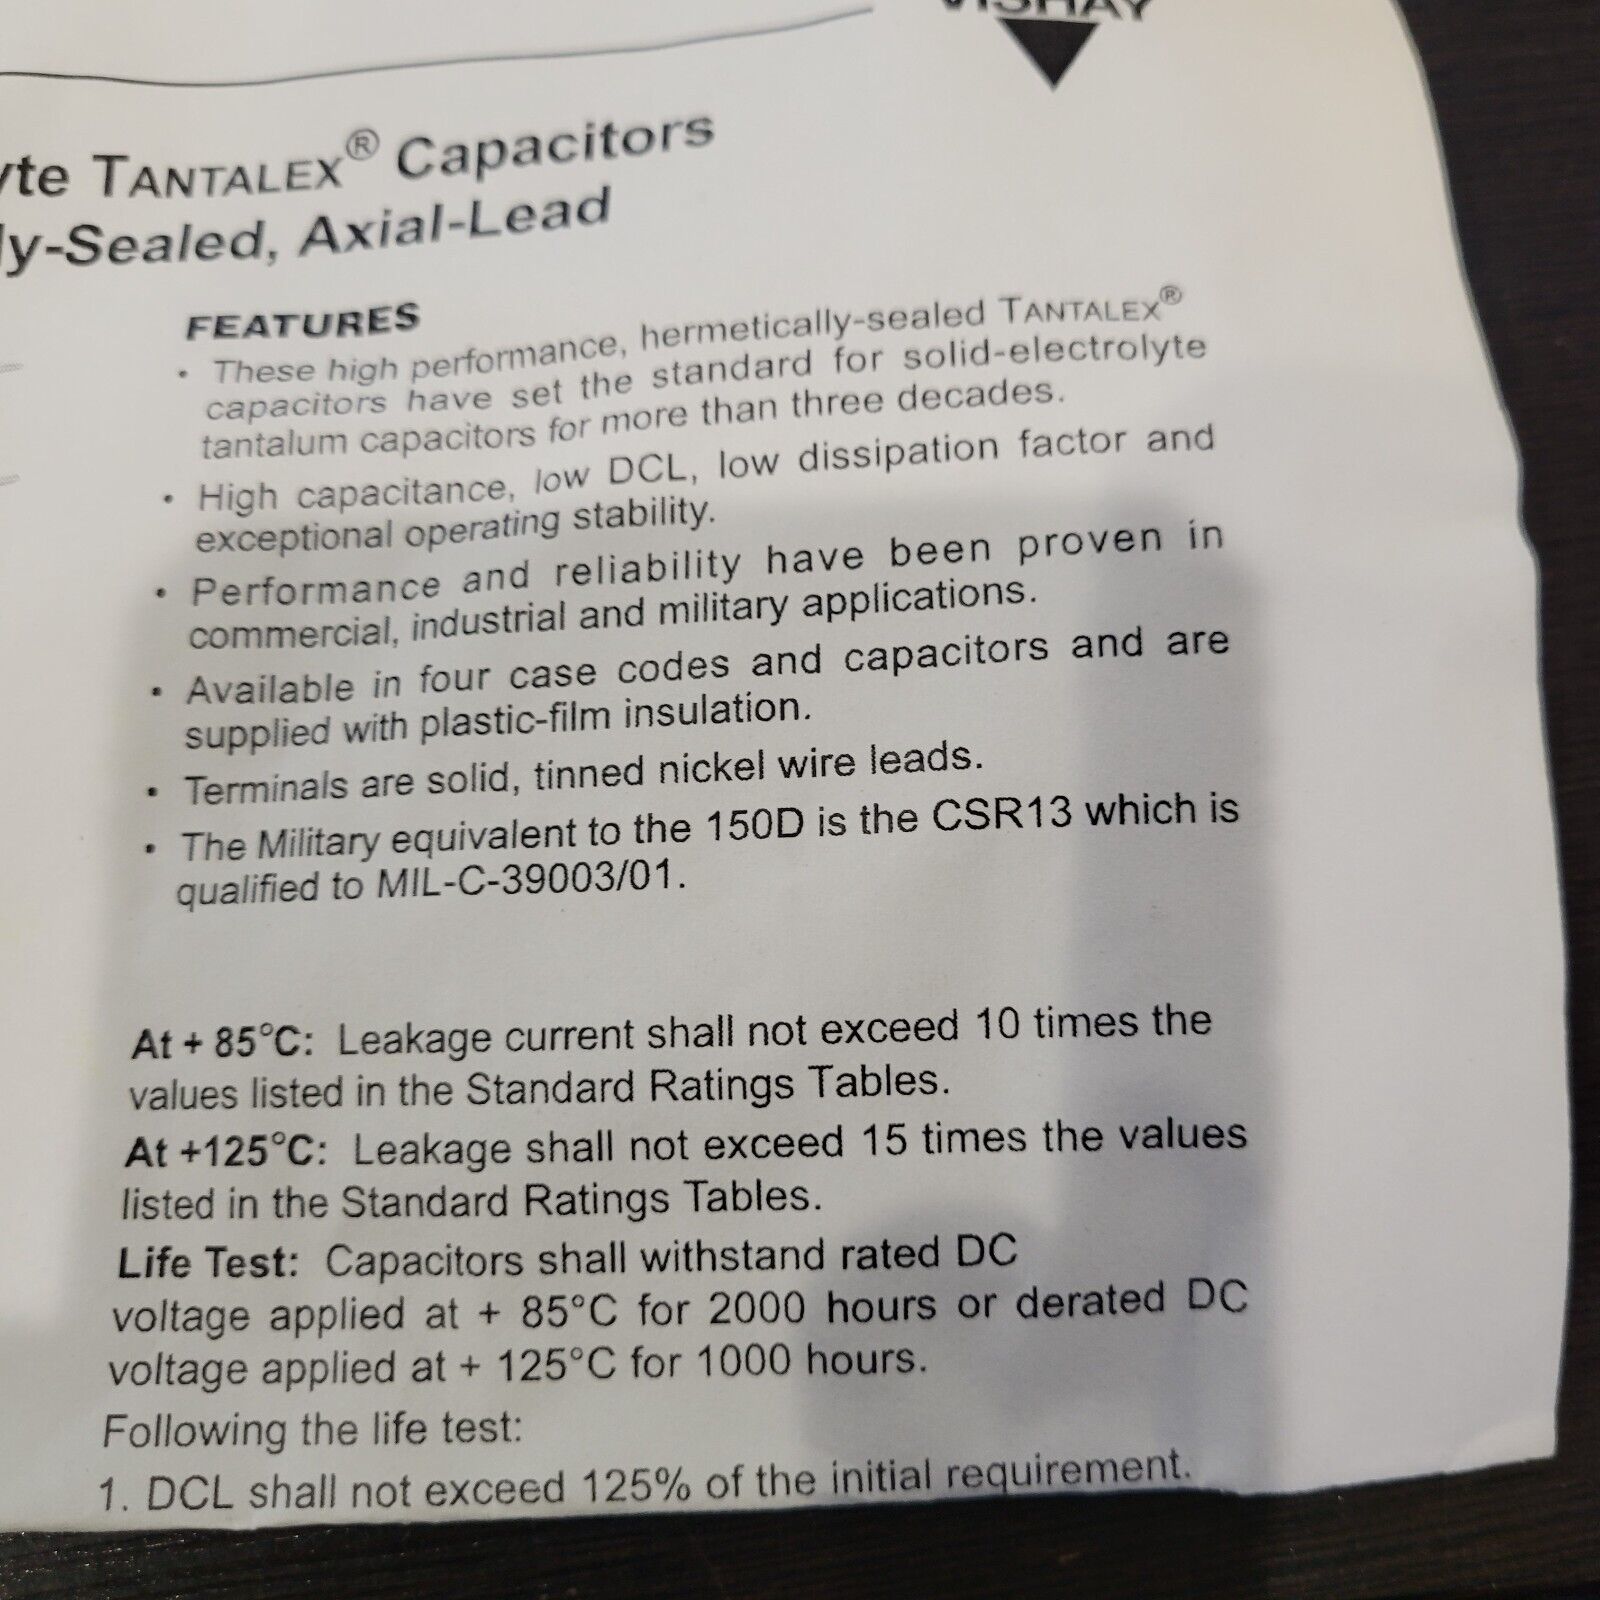 VISHAY
yte TANTALEX® Capacitors
ly-Sealed, Axial-Lead
FEATURES
• These high performance, hermetically-sealed TANTALEX®
capacitors have set the standard for solid-electrolyte
tantalum capacitors for more than three decades.
• High capacitance, low DCL, low dissipation factor and
exceptional operating stability.
• Performance and reliability have been proven in
commercial, industrial and military applications.
• Available in four case codes and capacitors and are
supplied with plastic-film insulation.
• Terminals are solid, tinned nickel wire leads.
• The Military equivalent to the 150D is the CSR13 which is
qualified to MIL-C-39003/01.
At + 85°C: Leakage current shall not exceed 10 times the
values listed in the Standard Ratings Tables.
At +125°C: Leakage shall not exceed 15 times the values
listed in the Standard Ratings Tables.
Life Test: Capacitors shall withstand rated DC
voltage applied at + 85°C for 2000 hours or derated DC
voltage applied at + 125°C for 1000 hours.
Following the life test:
1. DCL shall not exceed 125% of the initial requirement.